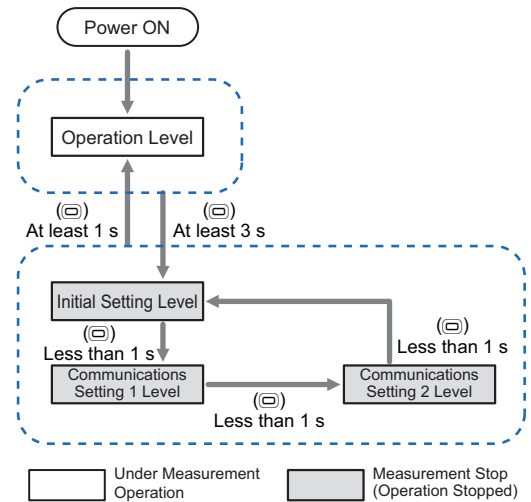 Power ON
Operation Level
( )
At least 1 s
( )
At least 3 s
Initial Setting Level
( )
Less than 1 s
Communications
Setting 1 Level
( )
Less than 1 s
Communications
Setting 2 Level
( )
Less than 1 s
Under Measurement
Operation
Measurement Stop
(Operation Stopped)